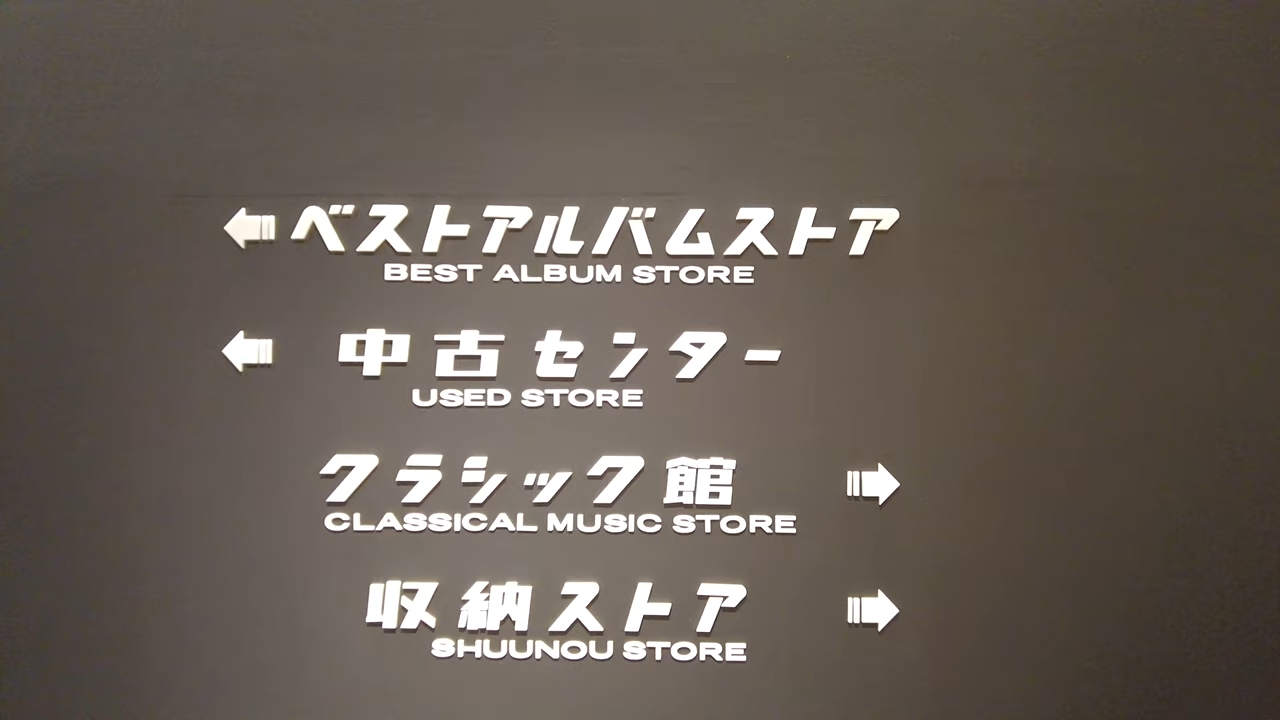 ベストアルバムストア
BEST ALBUM STORE
中古センター
USED STORE
クラシック館
CLASSICAL MUSIC STORE
収納ストア
SHUUNOU STORE